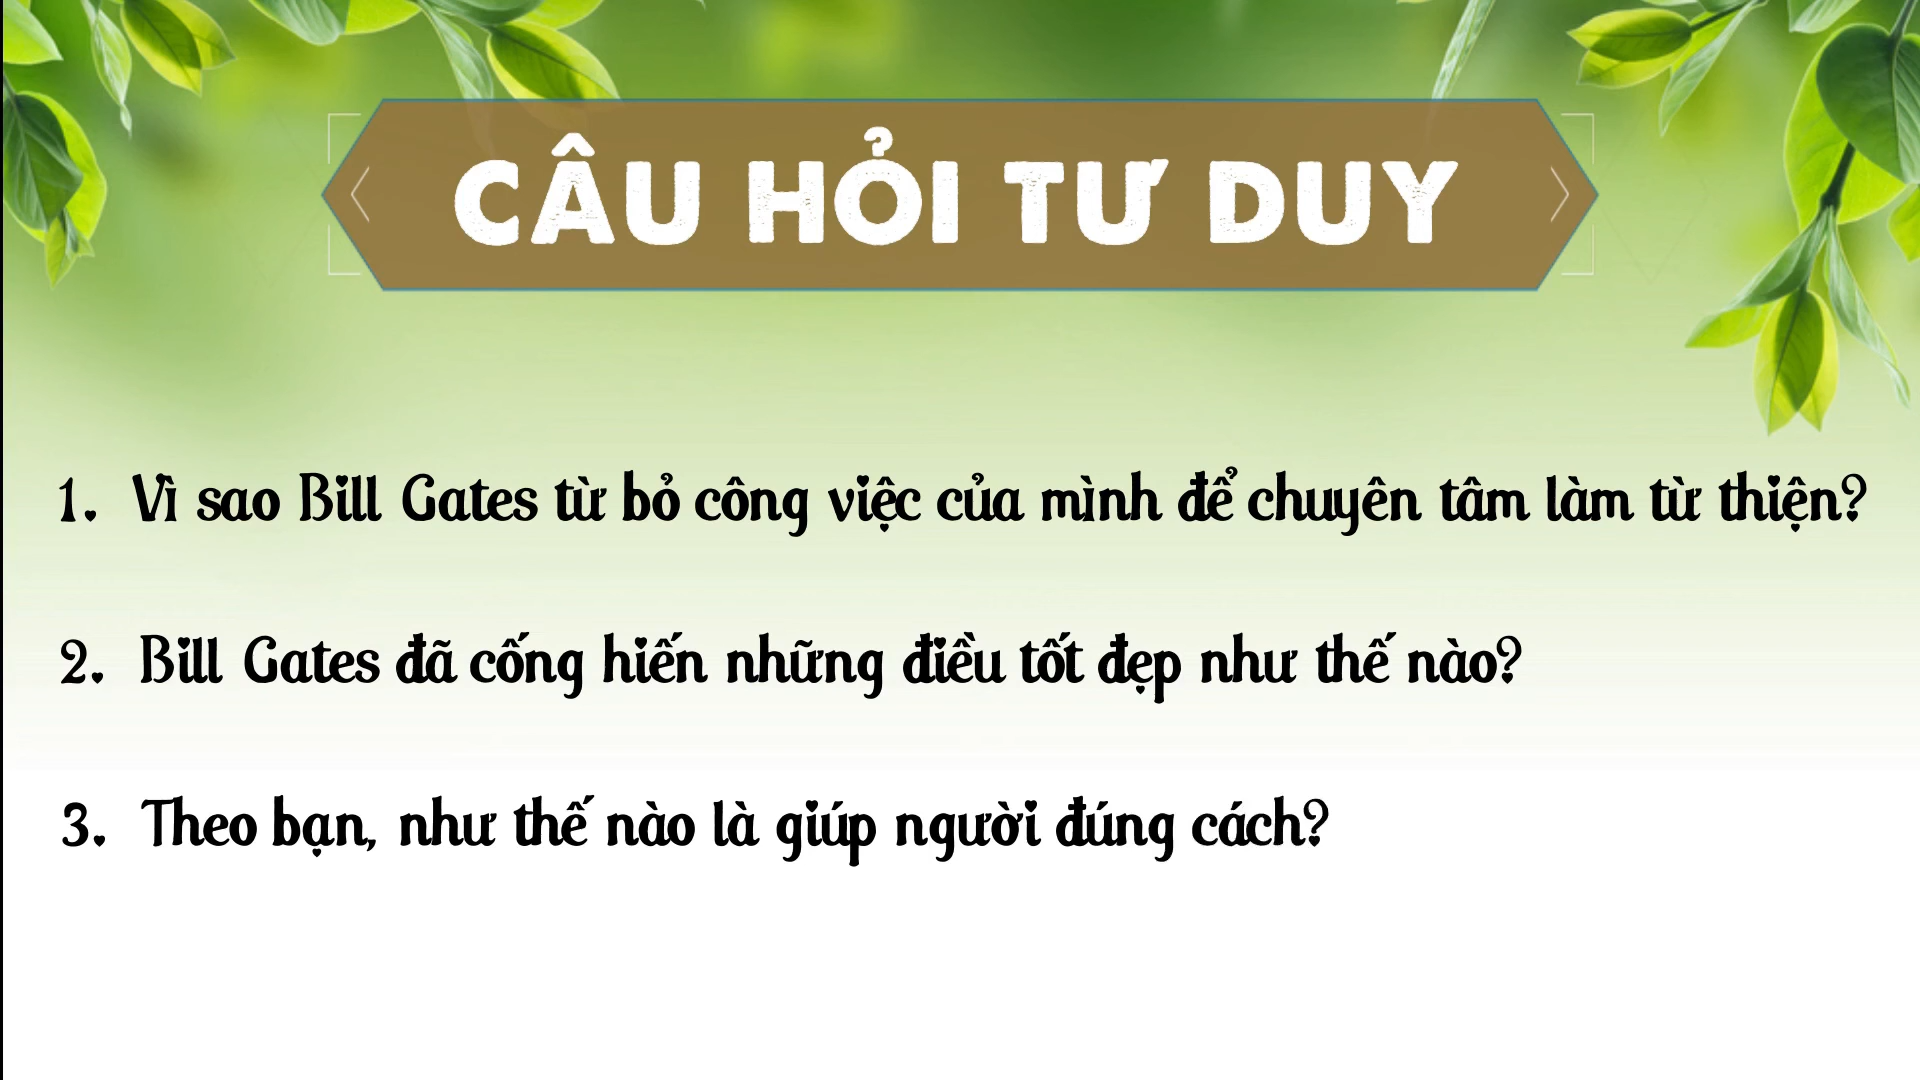 CÂU HỎI TƯ DUY
1. Vì sao Bill Gates từ bỏ công việc của mình để chuyên tâm làm từ thiện?
2. Bill Gates đã cống hiến những điều tốt đẹp như thế nào?
3. Theo bạn, như thế nào là giúp người đúng cách?